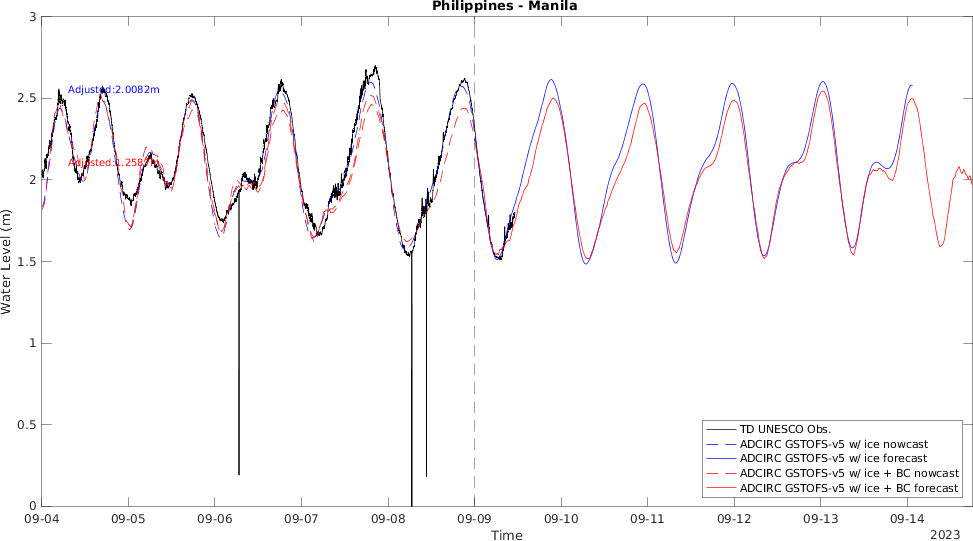 Philippines - Manila
3
2.5
2
1.5
1
0.5
0
Water Level (m)
Adjusted:2.0082m
Adjusted:1.258
09-04 09-05 09-06 09-07 09-08 09-09 09-10 09-11 09-12 09-13 09-14
Time
2023
TD UNESCO Obs.
ADCIRC GSTOFS-v5 w/ ice nowcast
ADCIRC GSTOFS-v5 w/ ice forecast
ADCIRC GSTOFS-v5 w/ ice + BC nowcast
ADCIRC GSTOFS-v5 w/ ice + BC forecast